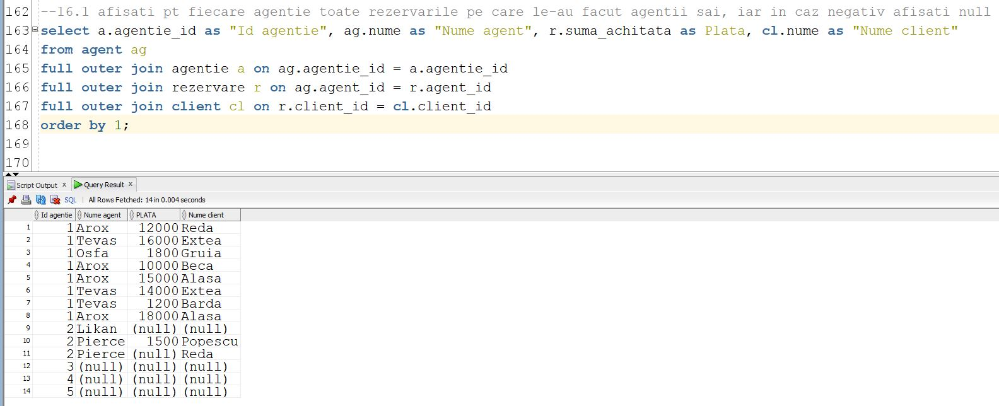 162 --16.1 afisati pt fiecare agentie toate rezervarile pe care le-au facut agentii sai, iar in caz negativ afisati null
163 select a.agentie_id as "Id agentie", ag.nume as "Nume agent", r.suma_achitata as Plata, cl.nume as "Nume client"
164 from agent ag
165 full outer join agentie a on ag.agentie_id = a.agentie_id
166 full outer join rezervare r on ag.agent_id = r.agent_id
167 full outer join client cl on r.client_id = cl.client_id
168 order by 1;
169
170
Script Output x Query Result x
SQL | All Rows Fetched: 14 in 0.004 seconds
Id agentie Nume agent PLATA Nume client
1 1 Arox 12000 Reda
2 1 Tevas 16000 Extea
3 1 Osfa 1800 Gruia
4 1 Arox 10000 Beca
5 1 Arox 15000 Alasa
6 1 Tevas 14000 Extea
7 1 Tevas 1200 Barda
8 1 Arox 18000 Alasa
9 2 Likan (null) (null)
10 2 Pierce 1500 Popescu
11 2 Pierce (null) Reda
12 3 (null) (null) (null)
13 4 (null) (null) (null)
14 5 (null) (null) (null)